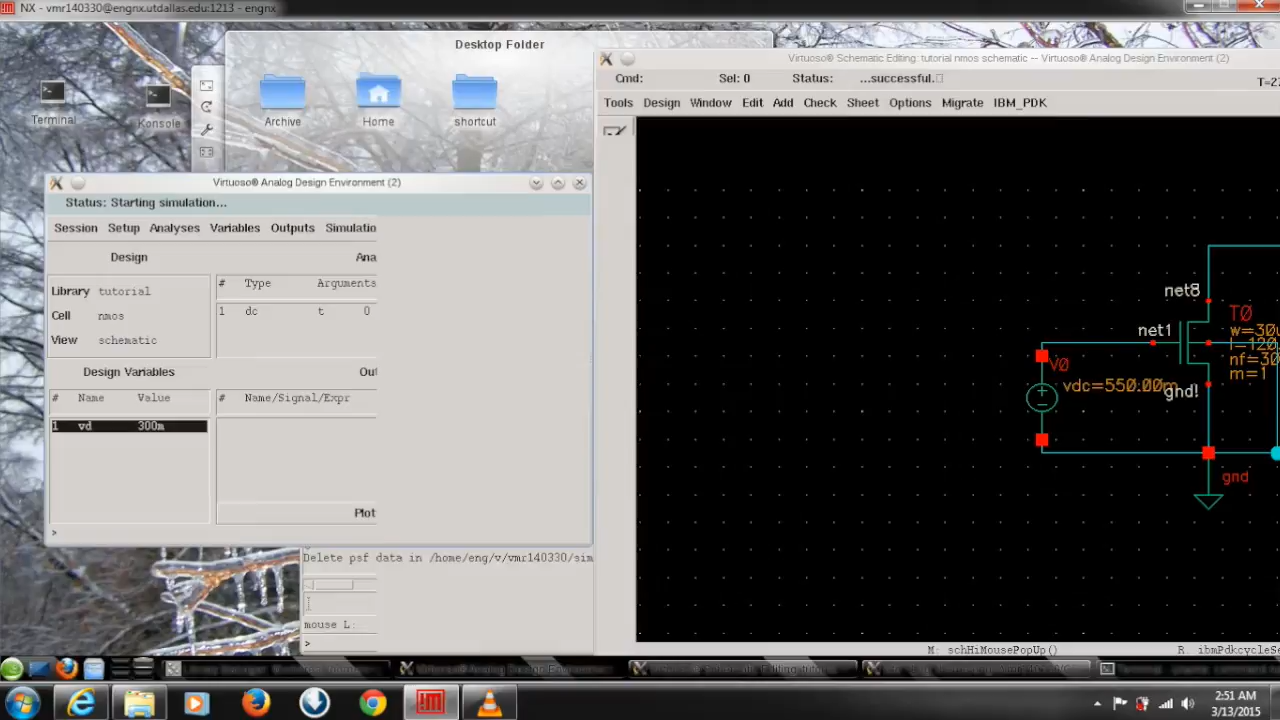 NX - vmr140330@engnx.utdallas.edu:1213 - engnx
Desktop Folder
Terminal
Konsole
Archive
Home
shortcut
Virtuoso® Schematic Editing: tutorial nmos schematic -- Virtuoso® Analog Design Environment (2)
Cmd: Sel: 0 Status: ...successful.
T=27
Tools Design Window Edit Add Check Sheet Options Migrate IBM_PDK
Virtuoso® Analog Design Environment (2)
Status: Starting simulation...
Session Setup Analyses Variables Outputs Simulatio
Design
Ana
Library tutorial
Cell nmos
View schematic
# Type Arguments
1 dc t 0
Design Variables
Out
# Name Value
1 vd 300m
# Name/Signal/Expr
Plot
>
net8
T0
net1
w=30u
l=120
nf=30
m=1
V0
vdc=550.00m
gnd!
gnd
Delete psf data in /home/eng/v/vmr140330/sim
mouse L:
>
M: schHiMousePopUp()
R. ibmPdkcycleSe
2:51 AM
3/13/2015